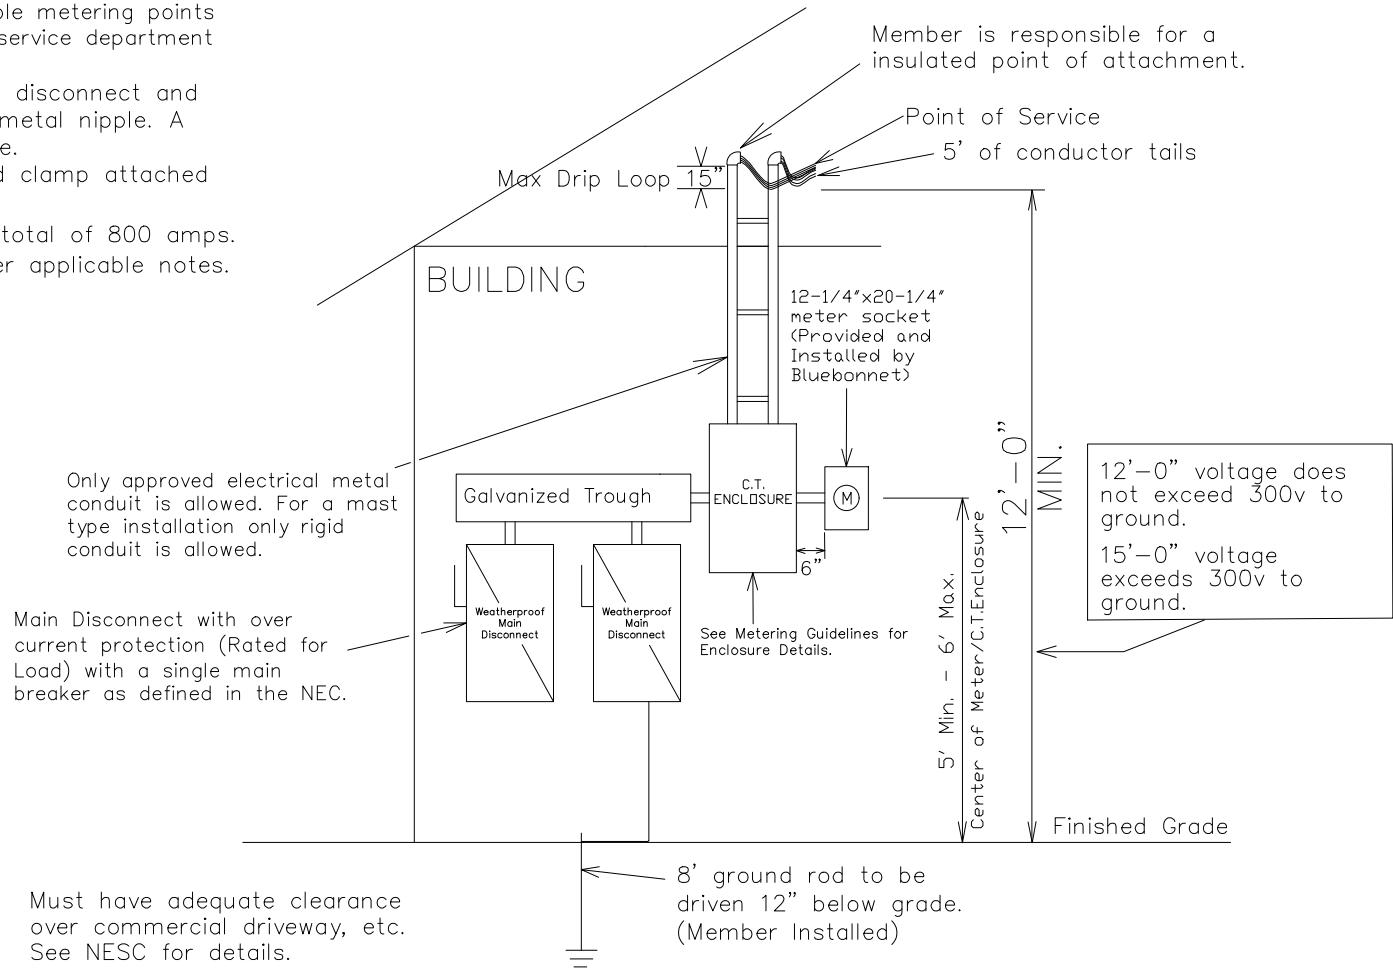 ple metering points
service department
disconnect and
metal nipple. A
e.
d clamp attached
total of 800 amps.
er applicable notes.
Member is responsible for a
insulated point of attachment.
Point of Service
5' of conductor tails
Max Drip Loop 15"
BUILDING
12-1/4"x20-1/4"
meter socket
(Provided and
Installed by
Bluebonnet)
Only approved electrical metal
conduit is allowed. For a mast
type installation only rigid
conduit is allowed.
Galvanized Trough
C.T.
ENCLOSURE
M
6"
12'-0"
MIN.
12'-0" voltage does
not exceed 300v to
ground.
15'-0" voltage
exceeds 300v to
ground.
Main Disconnect with over
current protection (Rated for
Load) with a single main
breaker as defined in the NEC.
Weatherproof
Main
Disconnect
Weatherproof
Main
Disconnect
See Metering Guidelines for
Enclosure Details.
5' Min. - 6' Max.
Center of Meter/C.T.Enclosure
Finished Grade
8' ground rod to be
driven 12" below grade.
(Member Installed)
Must have adequate clearance
over commercial driveway, etc.
See NESC for details.